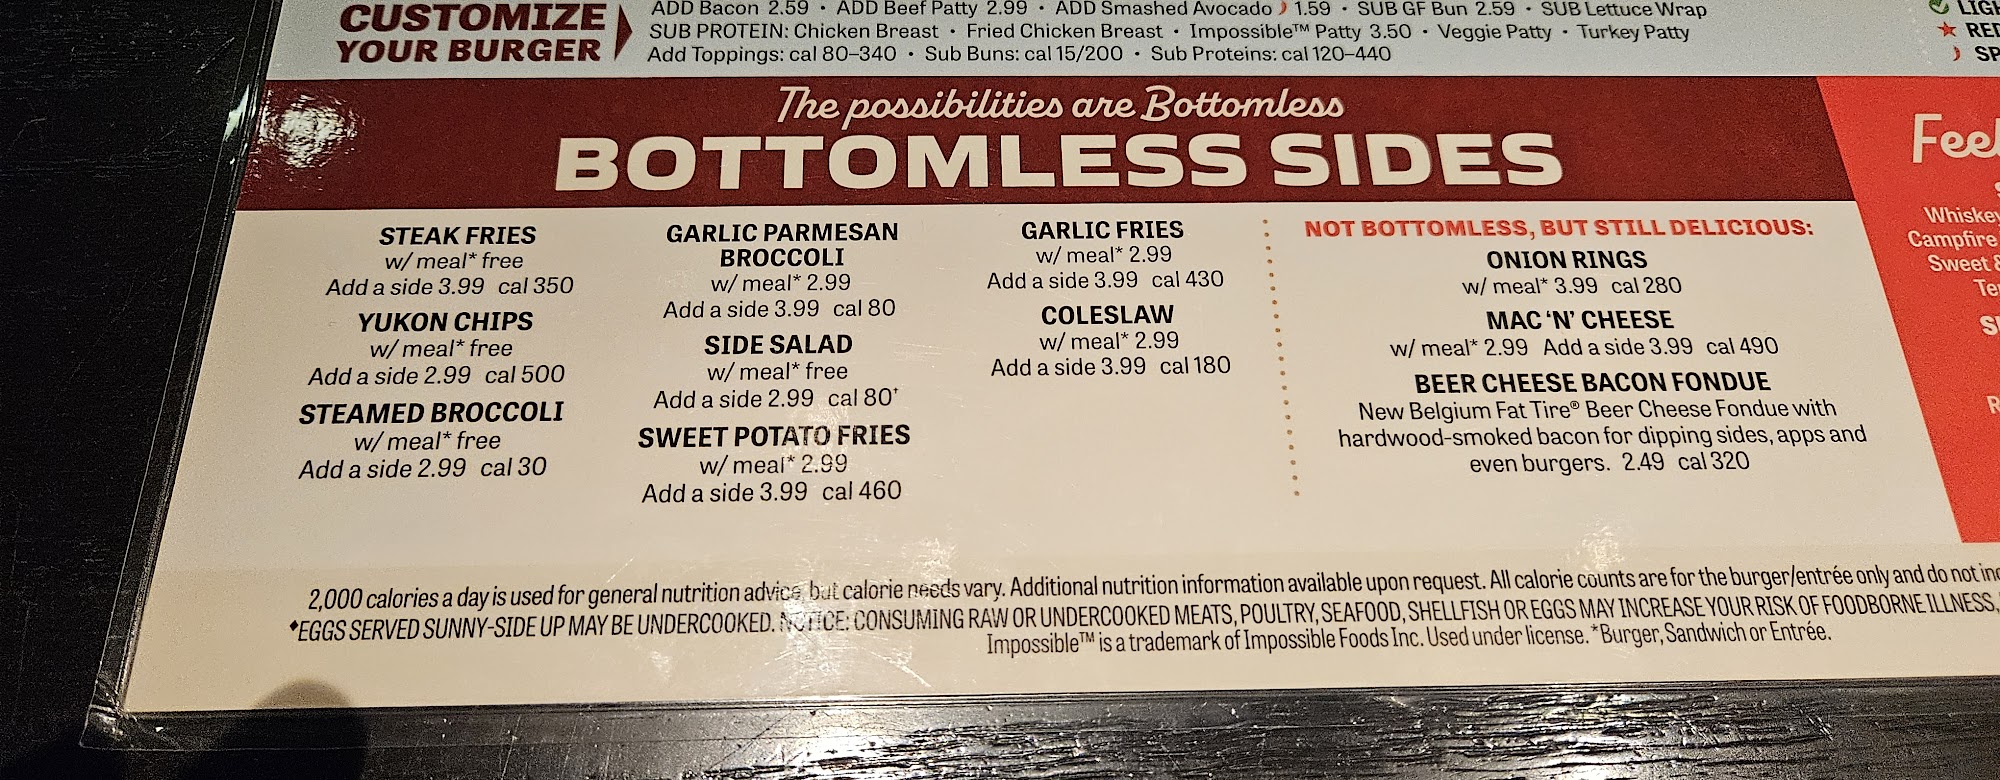 CUSTOMIZE
YOUR BURGER
ADD Bacon 2.59 • ADD Beef Patty 2.99 • ADD Smashed Avocado 1.59 • SUB GF Bun 2.59 • SUB Lettuce Wrap
SUB PROTEIN: Chicken Breast • Fried Chicken Breast • Impossible™ Patty 3.50 • Veggie Patty • Turkey Patty
Add Toppings: cal 80–340 • Sub Buns: cal 15/200 • Sub Proteins: cal 120–440
The possibilities are Bottomless
BOTTOMLESS SIDES
STEAK FRIES
w/ meal* free
Add a side 3.99 cal 350
YUKON CHIPS
w/ meal* free
Add a side 2.99 cal 500
STEAMED BROCCOLI
w/ meal* free
Add a side 2.99 cal 30
GARLIC PARMESAN
BROCCOLI
w/ meal* 2.99
Add a side 3.99 cal 80
SIDE SALAD
w/ meal* free
Add a side 2.99 cal 80†
SWEET POTATO FRIES
w/ meal* 2.99
Add a side 3.99 cal 460
GARLIC FRIES
w/ meal* 2.99
Add a side 3.99 cal 430
COLESLAW
w/ meal* 2.99
Add a side 3.99 cal 180
NOT BOTTOMLESS, BUT STILL DELICIOUS:
ONION RINGS
w/ meal* 3.99 cal 280
MAC ‘N’ CHEESE
w/ meal* 2.99 Add a side 3.99 cal 490
BEER CHEESE BACON FONDUE
New Belgium Fat Tire® Beer Cheese Fondue with
hardwood-smoked bacon for dipping sides, apps and
even burgers. 2.49 cal 320
Whiskey
Campfire
Sweet &
2,000 calories a day is used for general nutrition advice, but calorie needs vary. Additional nutrition information available upon request. All calorie counts are for the burger/entrée only and do not
♦EGGS SERVED SUNNY-SIDE UP MAY BE UNDERCOOKED. NOTICE: CONSUMING RAW OR UNDERCOOKED MEATS, POULTRY, SEAFOOD, SHELLFISH OR EGGS MAY INCREASE YOUR RISK OF FOODBORNE ILLNESS,
Impossible™ is a trademark of Impossible Foods Inc. Used under license. *Burger, Sandwich or Entrée.